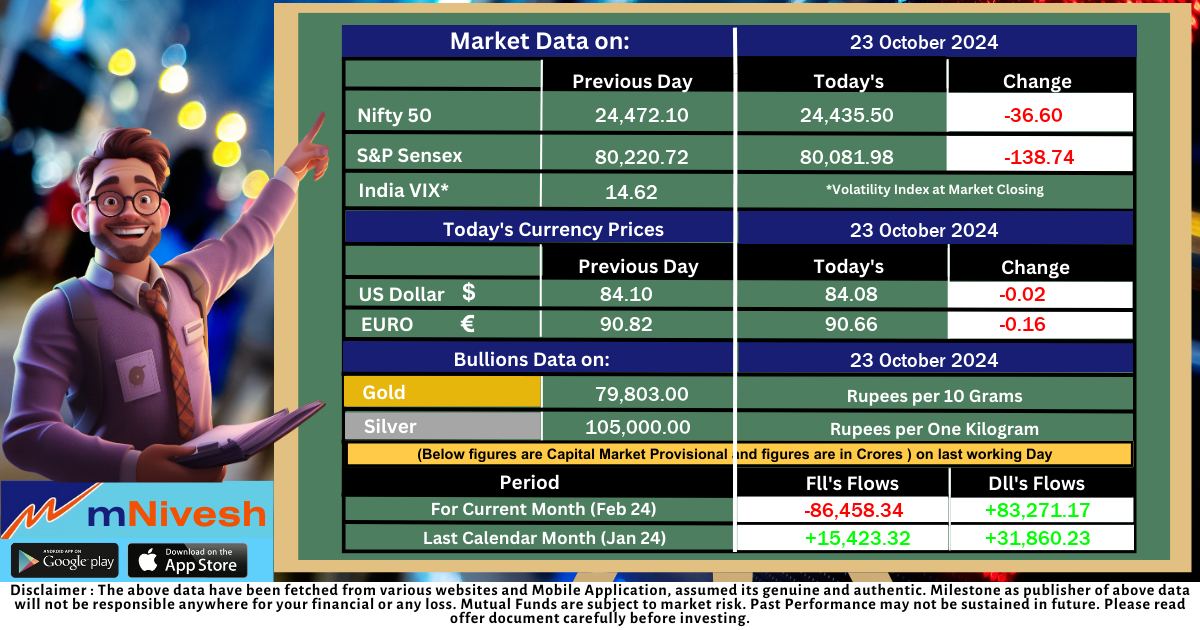 Market Data on: 23 October 2024
Previous Day Today's Change
Nifty 50 24,472.10 24,435.50 -36.60
S&P Sensex 80,220.72 80,081.98 -138.74
India VIX* 14.62 *Volatility Index at Market Closing
Today's Currency Prices 23 October 2024
Previous Day Today's Change
US Dollar $ 84.10 84.08 -0.02
EURO € 90.82 90.66 -0.16
Bullions Data on: 23 October 2024
Gold 79,803.00 Rupees per 10 Grams
Silver 105,000.00 Rupees per One Kilogram
(Below figures are Capital Market Provisional and figures are in Crores ) on last working Day
Period FII's Flows DII's Flows
For Current Month (Feb 24) -86,458.34 +83,271.17
Last Calendar Month (Jan 24) +15,423.32 +31,860.23
mNivesh
ANDROID APP ON
Google play
Download on the
App Store
Disclaimer : The above data have been fetched from various websites and Mobile Application, assumed its genuine and authentic. Milestone as publisher of above data
will not be responsible anywhere for your financial or any loss. Mutual Funds are subject to market risk. Past Performance may not be sustained in future. Please read
offer document carefully before investing.